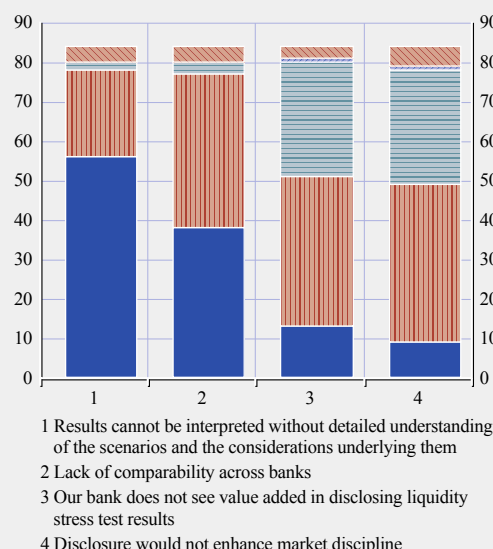 90 90
80 80
70 70
60 60
50 50
40 40
30 30
20 20
10 10
0 0
1 2 3 4
1 Results cannot be interpreted without detailed understanding
of the scenarios and the considerations underlying them
2 Lack of comparability across banks
3 Our bank does not see value added in disclosing liquidity
stress test results
4 Disclosure would not enhance market discipline